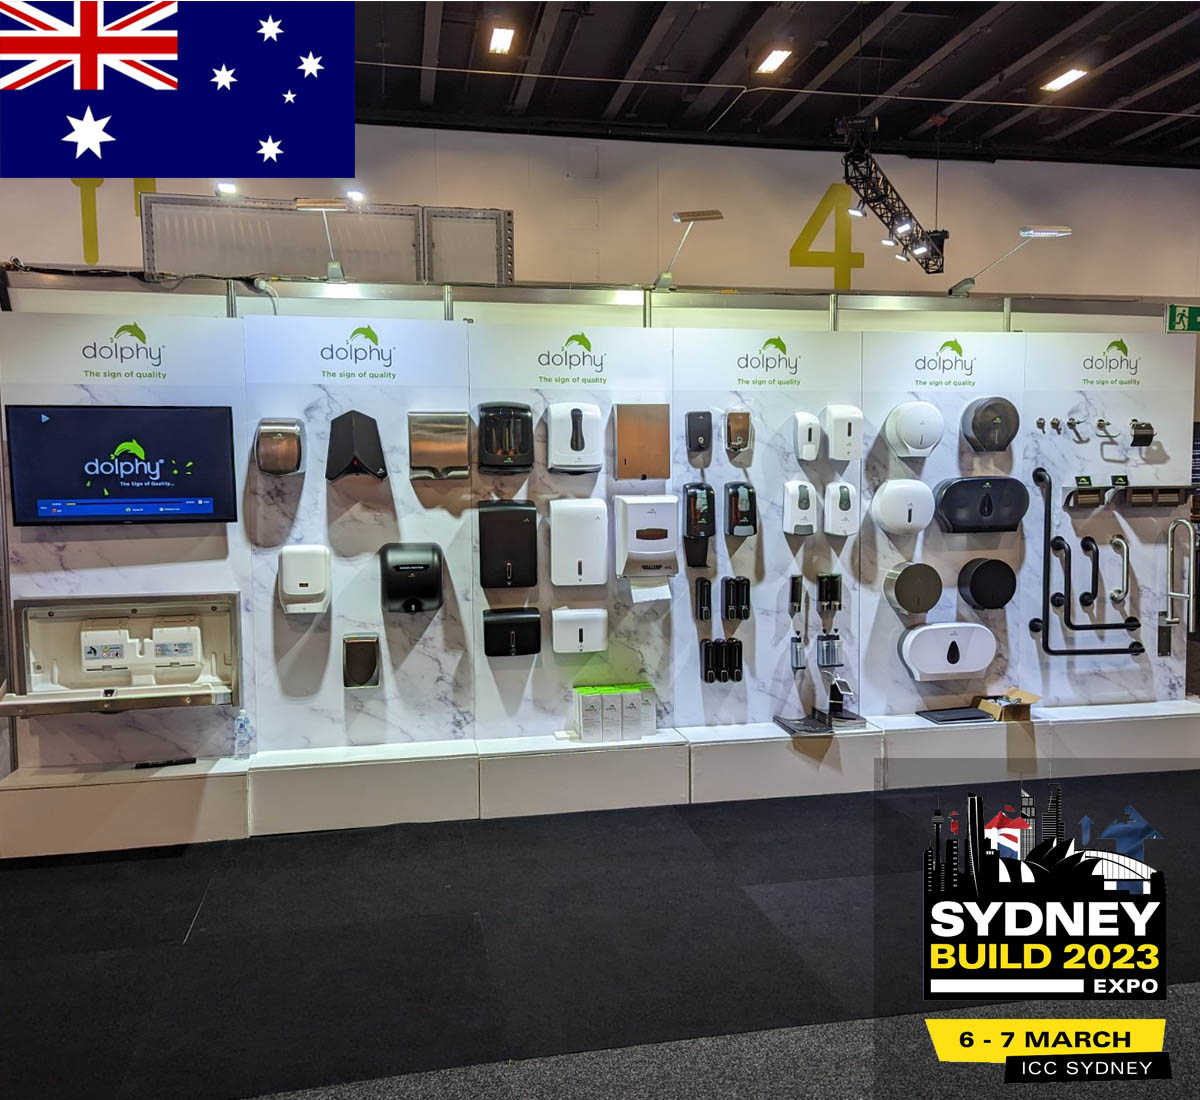 4
dolphy
The sign of quality
dolphy
The sign of quality
dolphy
The sign of quality
dolphy
The sign of quality
dolphy
The sign of quality
dolphy
The sign of quality
dolphy
The Sign of Quality...
SYDNEY
BUILD 2023
EXPO
6 - 7 MARCH
ICC SYDNEY